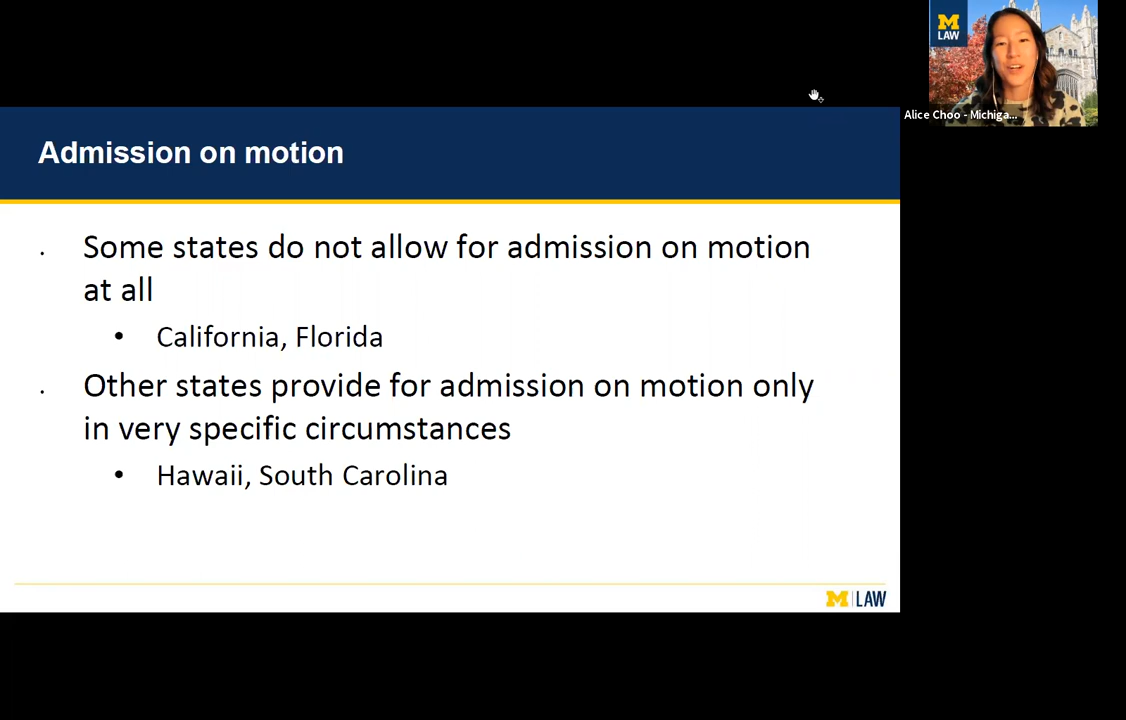 M
LAW
Alice Choo - Michiga...
Admission on motion
. Some states do not allow for admission on motion
at all
• California, Florida
. Other states provide for admission on motion only
in very specific circumstances
• Hawaii, South Carolina
M | LAW